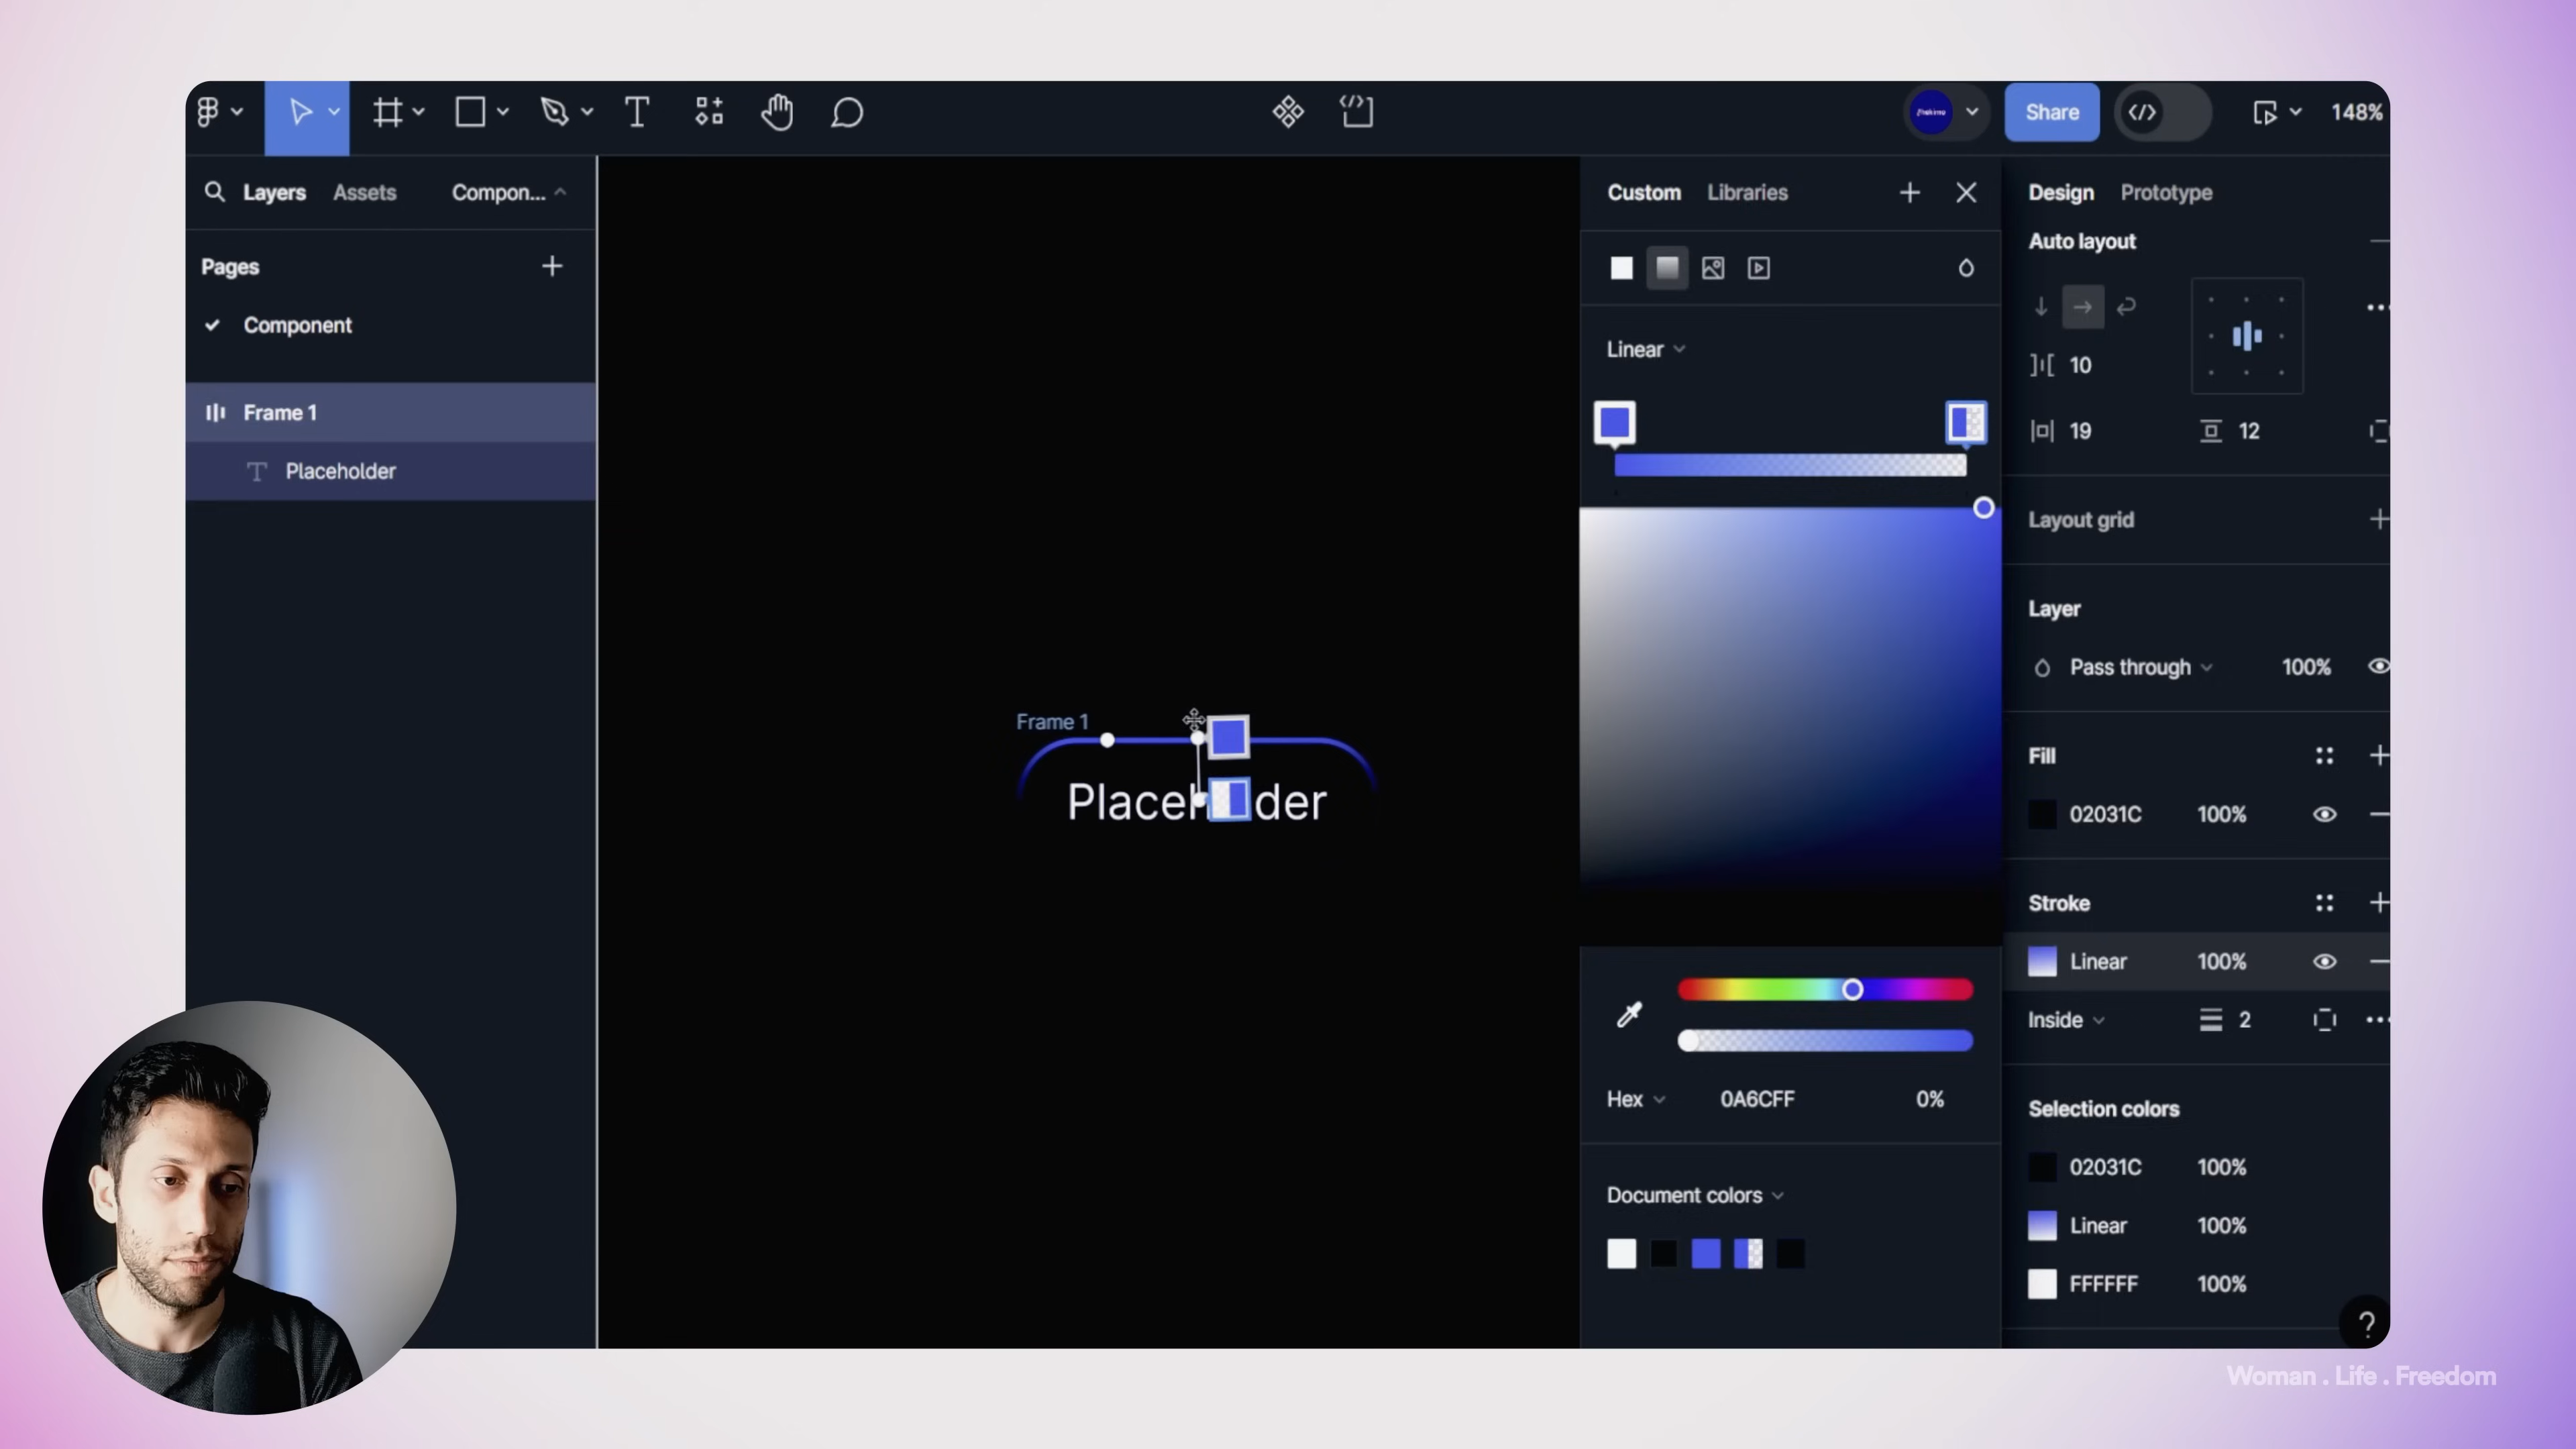 Share
148%
Layers
Assets
Compon...
Pages
Component
Frame 1
Placeholder
Frame 1
Custom
Libraries
Linear
Hex
0A6CFF
0%
Document colors
Design
Prototype
Auto layout
10
19
12
Layout grid
Layer
Pass through
100%
Fill
02031C
100%
Stroke
Linear
100%
Inside
2
Selection colors
02031C
100%
Linear
100%
FFFFFF
100%
?
Woman . Life . Freedom